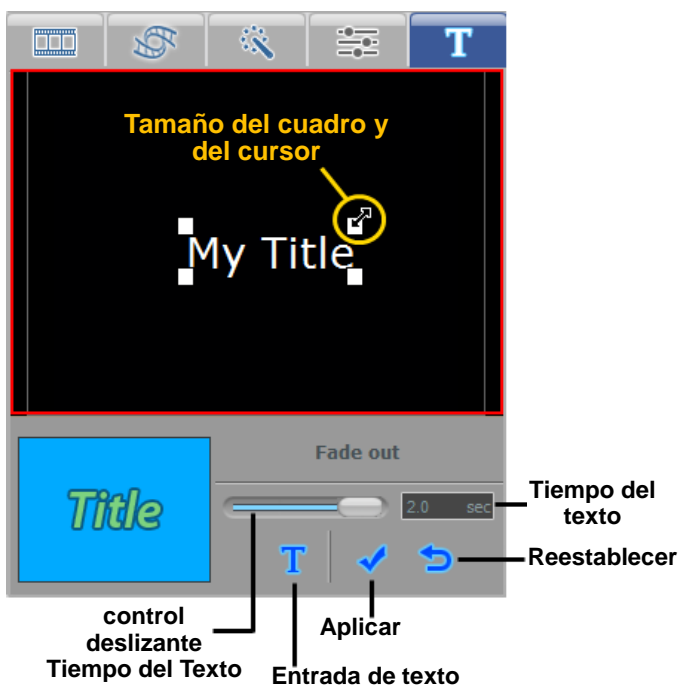 T
Tamaño del cuadro y
del cursor
My Title
Fade out
Title
2.0 sec
Tiempo del
texto
T
Reestablecer
control
deslizante
Tiempo del Texto
Aplicar
Entrada de texto